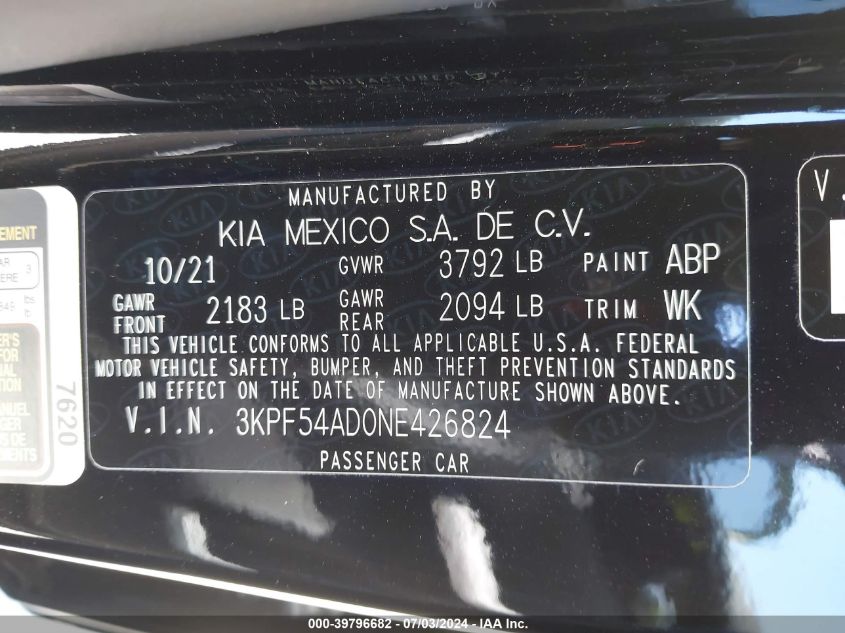 MANUFACTURED BY
KIA MEXICO S.A. DE C.V.
10/21 GVWR 3792 LB PAINT ABP
GAWR FRONT 2183 LB GAWR REAR 2094 LB TRIM WK
THIS VEHICLE CONFORMS TO ALL APPLICABLE U.S.A. FEDERAL
MOTOR VEHICLE SAFETY, BUMPER, AND THEFT PREVENTION STANDARDS
IN EFFECT ON THE DATE OF MANUFACTURE SHOWN ABOVE.
V.I.N. 3KPF54AD0NE426824
PASSENGER CAR
7620
V.
000-39796682 - 07/03/2024 - IAA Inc.